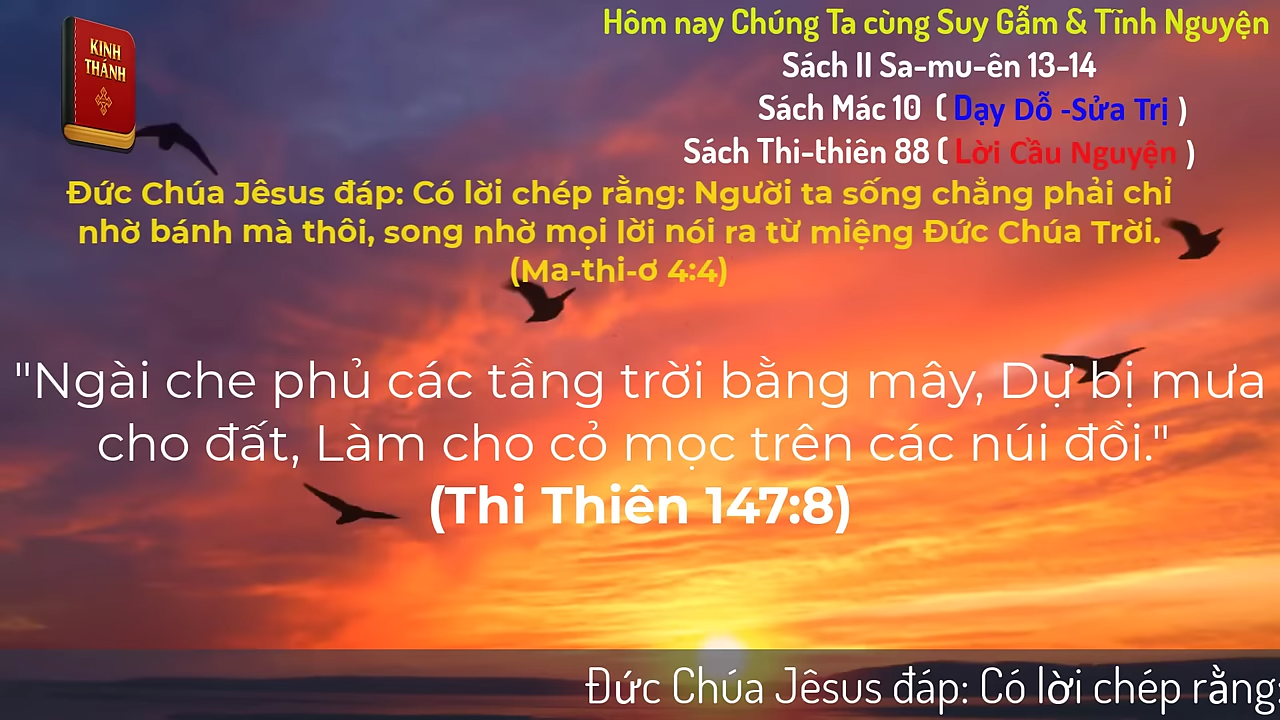 KINH
THÁNH
Hôm nay Chúng Ta cùng Suy Gẫm & Tĩnh Nguyện
Sách II Sa-mu-ên 13-14
Sách Mác 10 ( Dạy Dỗ -Sửa Trị )
Sách Thi-thiên 88 ( Lời Cầu Nguyện )
Đức Chúa Jêsus đáp: Có lời chép rằng: Người ta sống chẳng phải chỉ
nhờ bánh mà thôi, song nhờ mọi lời nói ra từ miệng Đức Chúa Trời.
(Ma-thi-ơ 4:4)
"Ngài che phủ các tầng trời bằng mây, Dự bị mưa
cho đất, Làm cho cỏ mọc trên các núi đồi."
(Thi Thiên 147:8)
Đức Chúa Jêsus đáp: Có lời chép rằng: